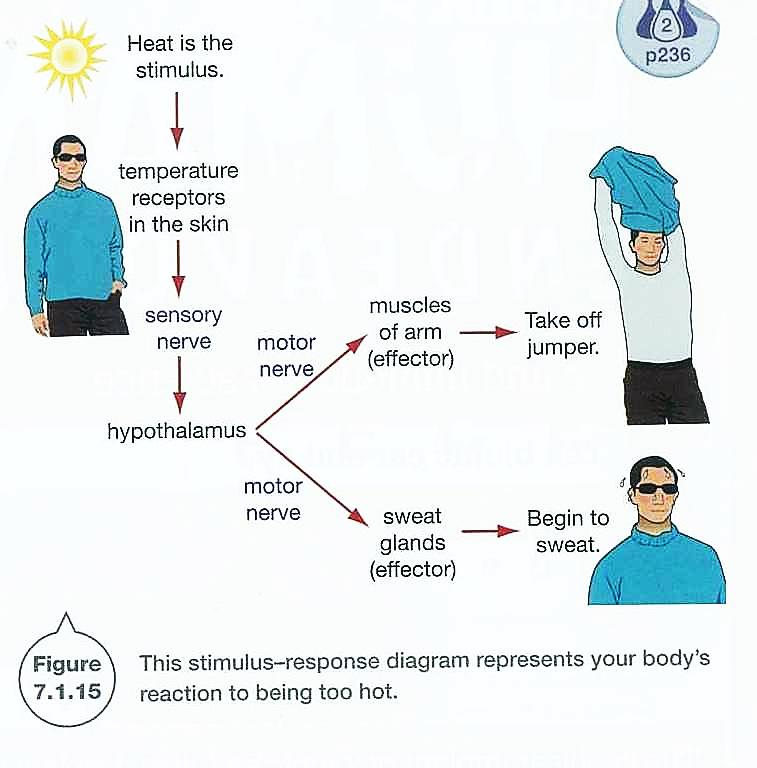 2
p236
Heat is the
stimulus.
temperature
receptors
in the skin
sensory
nerve
hypothalamus
motor
nerve
muscles
of arm
(effector)
Take off
jumper.
motor
nerve
sweat
glands
(effector)
Begin to
sweat.
Figure
7.1.15
This stimulus–response diagram represents your body's
reaction to being too hot.